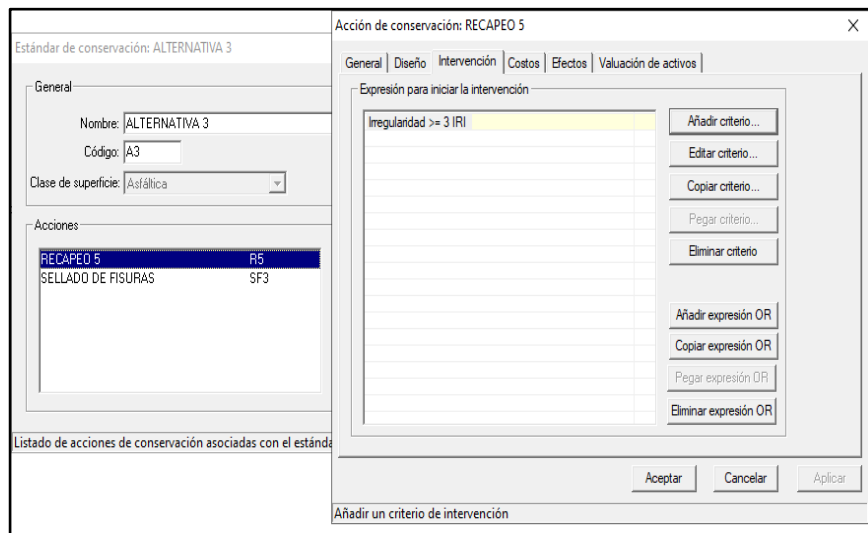 Estándar de conservación: ALTERNATIVA 3
General
Nombre: ALTERNATIVA 3
Código: A3
Clase de superficie: Asfáltica
Acciones
RECAPEO 5 R5
SELLADO DE FISURAS SF3
Listado de acciones de conservación asociadas con el estánda
Acción de conservación: RECAPEO 5 X
General Diseño Intervención Costos Efectos Valuación de activos
Expresión para iniciar la intervención
Irregularidad >= 3 IRI
Añadir criterio...
Editar criterio...
Copiar criterio...
Pegar criterio...
Eliminar criterio
Añadir expresión OR
Copiar expresión OR
Pegar expresión OR
Eliminar expresión OR
Aceptar Cancelar Aplicar
Añadir un criterio de intervención